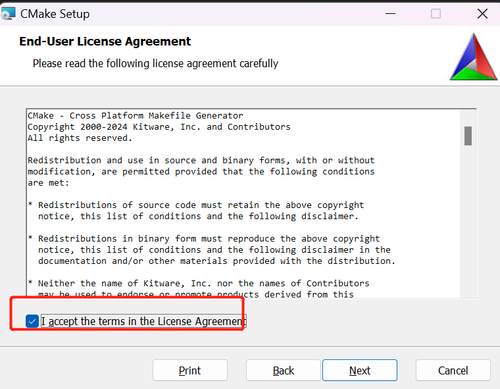 CMake Setup
End-User License Agreement
Please read the following license agreement carefully
CMake - Cross Platform Makefile Generator
Copyright 2000-2024 Kitware, Inc. and Contributors
All rights reserved.
Redistribution and use in source and binary forms, with or without
modification, are permitted provided that the following conditions
are met:
* Redistributions of source code must retain the above copyright
notice, this list of conditions and the following disclaimer.
* Redistributions in binary form must reproduce the above copyright
notice, this list of conditions and the following disclaimer in the
documentation and/or other materials provided with the distribution.
* Neither the name of Kitware, Inc. nor the names of Contributors
may be used to endorse or promote products derived from this
I accept the terms in the License Agreement
Print
Back
Next
Cancel